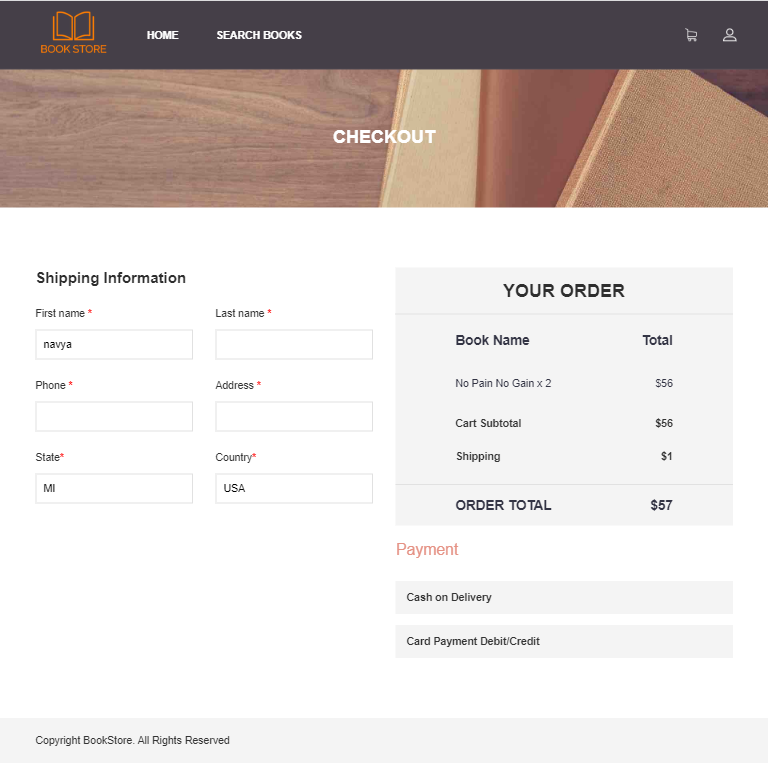 BOOK STORE
HOME
SEARCH BOOKS
CHECKOUT
Shipping Information
First name *
Last name *
navya
Phone *
Address *
State*
Country*
MI
USA
YOUR ORDER
Book Name Total
No Pain No Gain x 2 $56
Cart Subtotal $56
Shipping $1
ORDER TOTAL $57
Payment
Cash on Delivery
Card Payment Debit/Credit
Copyright BookStore. All Rights Reserved